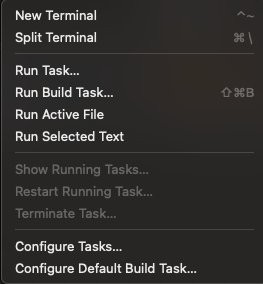 New Terminal ^~
Split Terminal ⌘\
Run Task...
Run Build Task... ⇧⌘B
Run Active File
Run Selected Text
Show Running Tasks...
Restart Running Task...
Terminate Task...
Configure Tasks...
Configure Default Build Task...